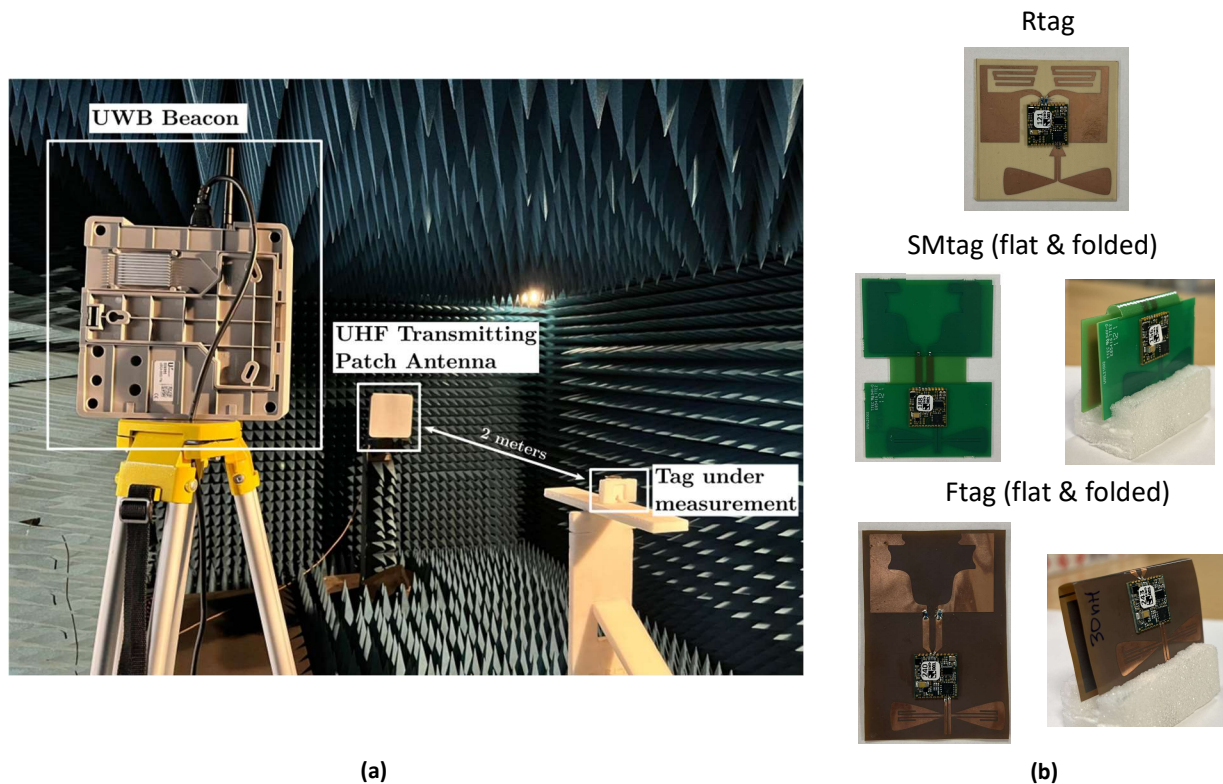 Rtag
UWB Beacon
SMtag (flat & folded)
UHF Transmitting
Patch Antenna
2 meters
Tag under
measurement
Ftag (flat & folded)
30nH
(a)
(b)